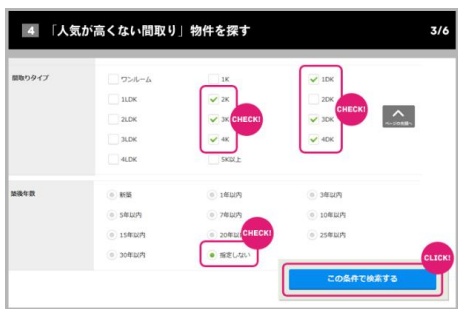 4 「人気が高くない間取り」物件を探す 3/6
間取りタイプ ワンルーム 1K 1DK
1LDK 2K 2DK
2LDK 3K CHECK! 3DK CHECK!
3LDK 4K 4DK
4LDK 5K以上
ページの先頭へ
築後年数 新築 1年以内 3年以内
5年以内 7年以内 10年以内
15年以内 20年以内 CHECK! 25年以内
30年以内 指定しない
この条件で検索する CLICK!